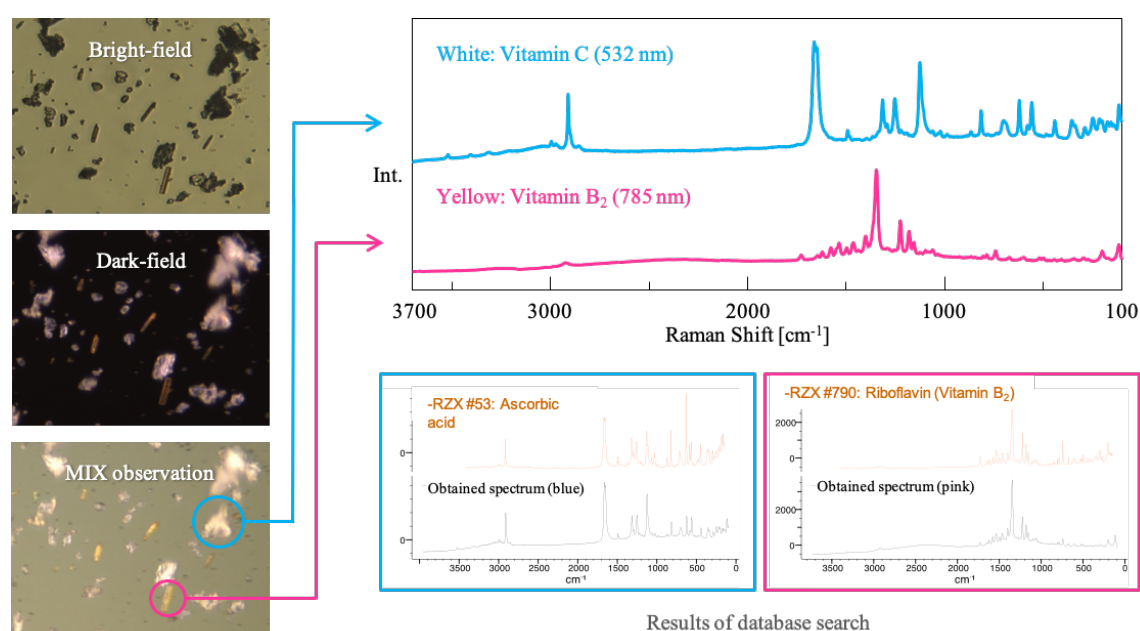 Bright-field
Dark-field
MIX observation
White: Vitamin C (532 nm)
Int.
Yellow: Vitamin B₂ (785 nm)
3700 3000 2000 1000 100
Raman Shift [cm⁻¹]
-RZX #53: Ascorbic
acid
0
Obtained spectrum (blue)
0
3500 3000 2500 2000 1500 1000 500 0
cm⁻¹
-RZX #790: Riboflavin (Vitamin B₂)
2000
0
Obtained spectrum (pink)
2000
0
3500 3000 2500 2000 1500 1000 500 0
cm⁻¹
Results of database search